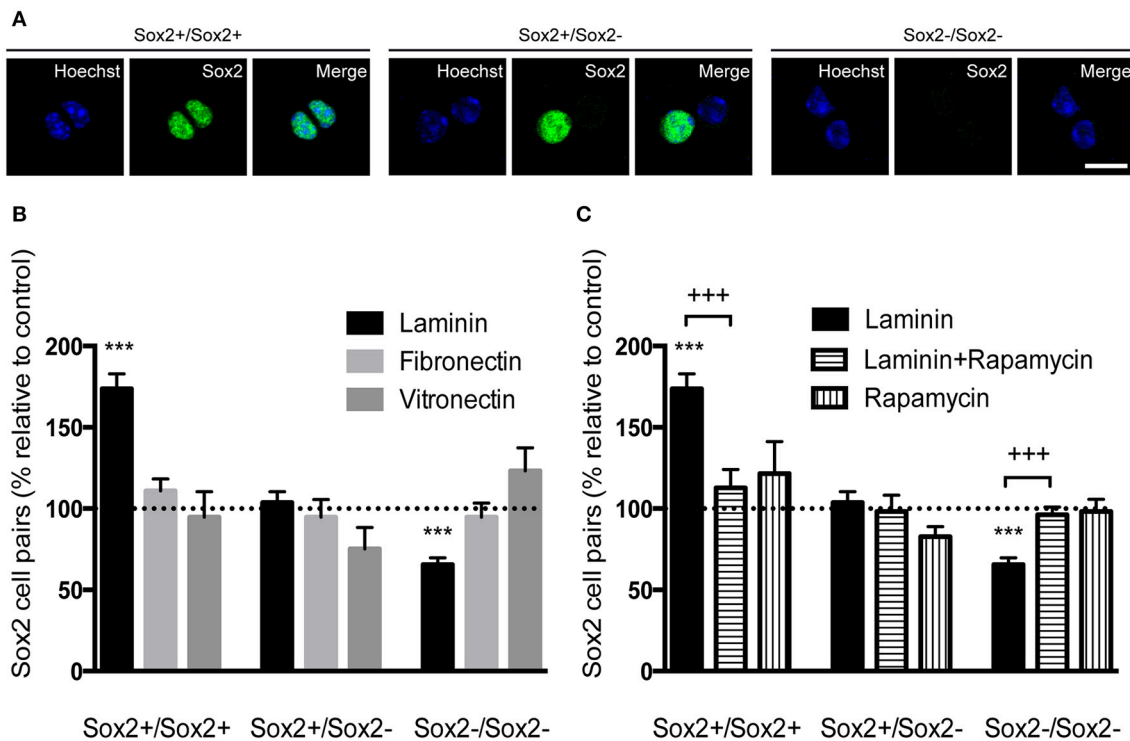 A
Sox2+/Sox2+ Sox2+/Sox2- Sox2-/Sox2-
Hoechst Sox2 Merge Hoechst Sox2 Merge Hoechst Sox2 Merge
B
Sox2 cell pairs (% relative to control)
200
150
100
50
0
***
***
Laminin
Fibronectin
Vitronectin
Sox2+/Sox2+ Sox2+/Sox2- Sox2-/Sox2-
C
Sox2 cell pairs (% relative to control)
200
150
100
50
0
+++
***
+++
***
Laminin
Laminin+Rapamycin
Rapamycin
Sox2+/Sox2+ Sox2+/Sox2- Sox2-/Sox2-